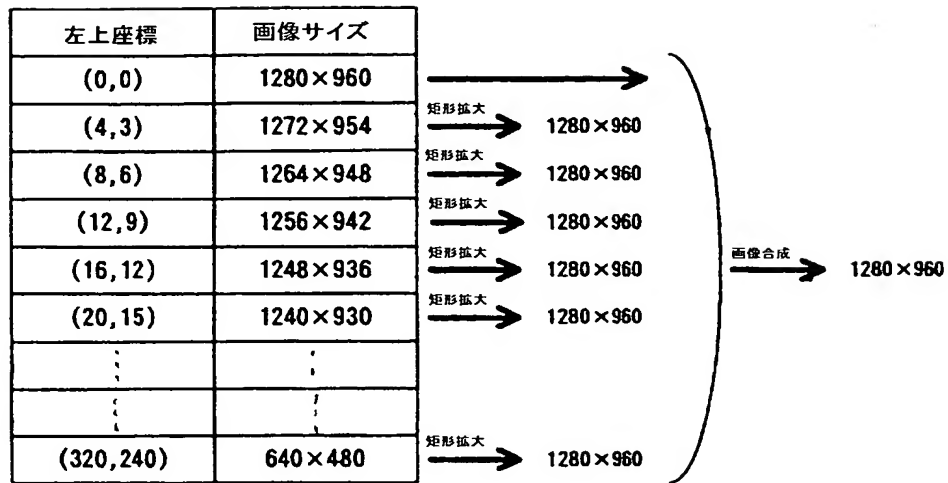 左上座標 画像サイズ
(0,0) 1280×960
(4,3) 1272×954 矩形拡大 1280×960
(8,6) 1264×948 矩形拡大 1280×960
(12,9) 1256×942 矩形拡大 1280×960
(16,12) 1248×936 矩形拡大 1280×960 画像合成 1280×960
(20,15) 1240×930 矩形拡大 1280×960
(320,240) 640×480 矩形拡大 1280×960